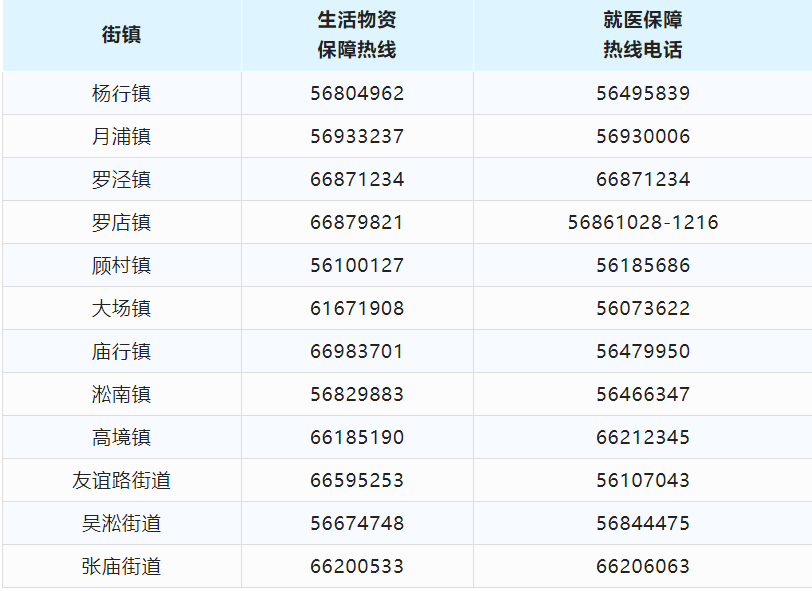 街镇 生活物资 就医保障
保障热线 热线电话
杨行镇 56804962 56495839
月浦镇 56933237 56930006
罗泾镇 66871234 66871234
罗店镇 66879821 56861028-1216
顾村镇 56100127 56185686
大场镇 61671908 56073622
庙行镇 66983701 56479950
淞南镇 56829883 56466347
高境镇 66185190 66212345
友谊路街道 66595253 56107043
吴淞街道 56674748 56844475
张庙街道 66200533 66206063